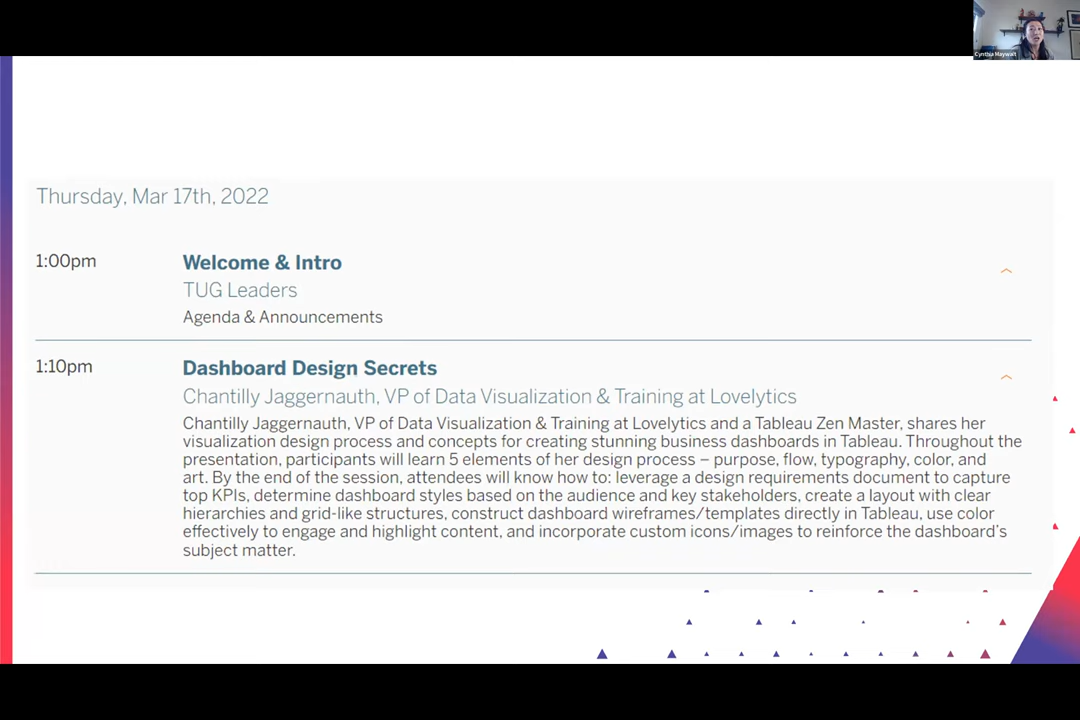 Cynthia Maywalt
Thursday, Mar 17th, 2022
1:00pm
Welcome & Intro
TUG Leaders
Agenda & Announcements
1:10pm
Dashboard Design Secrets
Chantilly Jaggernauth, VP of Data Visualization & Training at Lovelytics
Chantilly Jaggernauth, VP of Data Visualization & Training at Lovelytics and a Tableau Zen Master, shares her
visualization design process and concepts for creating stunning business dashboards in Tableau. Throughout the
presentation, participants will learn 5 elements of her design process – purpose, flow, typography, color, and
art. By the end of the session, attendees will know how to: leverage a design requirements document to capture
top KPIs, determine dashboard styles based on the audience and key stakeholders, create a layout with clear
hierarchies and grid-like structures, construct dashboard wireframes/templates directly in Tableau, use color
effectively to engage and highlight content, and incorporate custom icons/images to reinforce the dashboard's
subject matter.